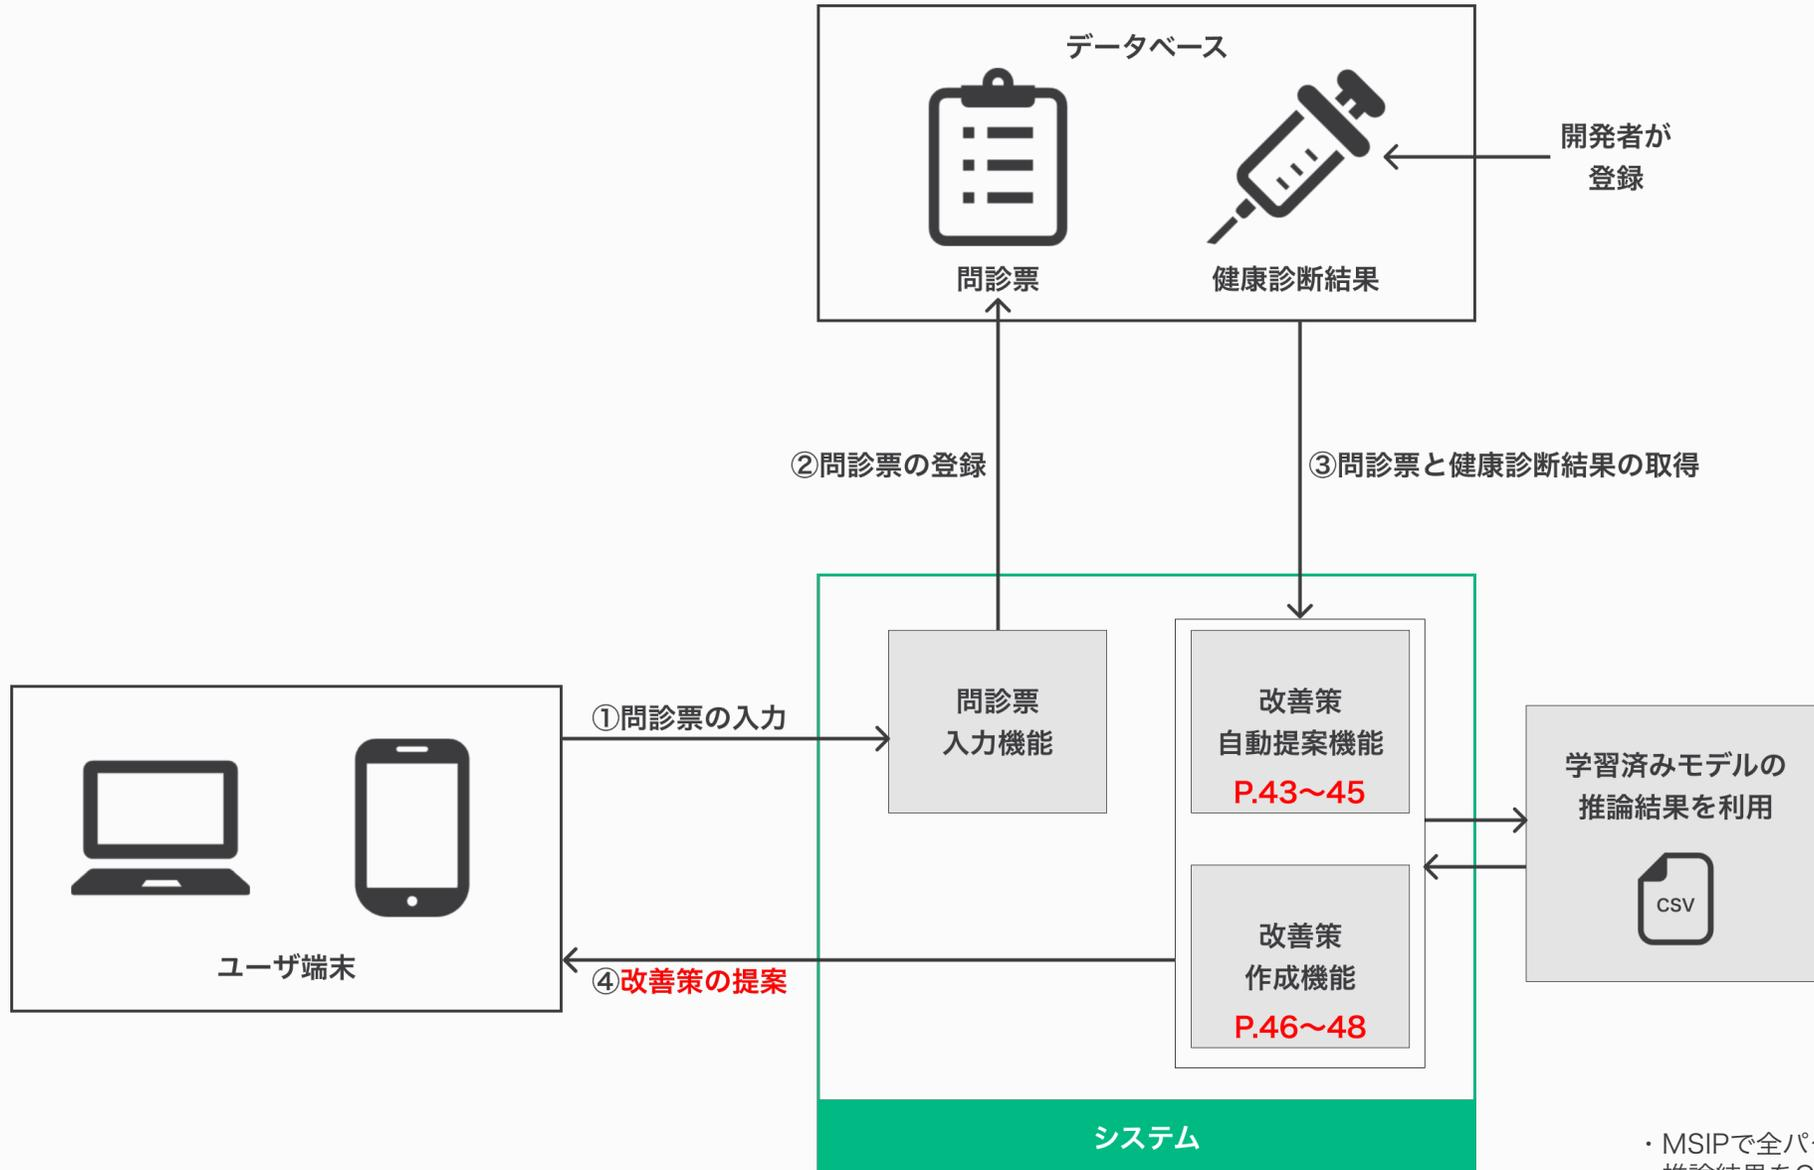 データベース
開発者が
登録
問診票
健康診断結果
②問診票の登録
③問診票と健康診断結果の取得
問診票
入力機能
改善策
自動提案機能
P.43〜45
①問診票の入力
学習済みモデルの
推論結果を利用
CSV
改善策
作成機能
P.46〜48
ユーザ端末
④改善策の提案
システム
・MSIPで全パ